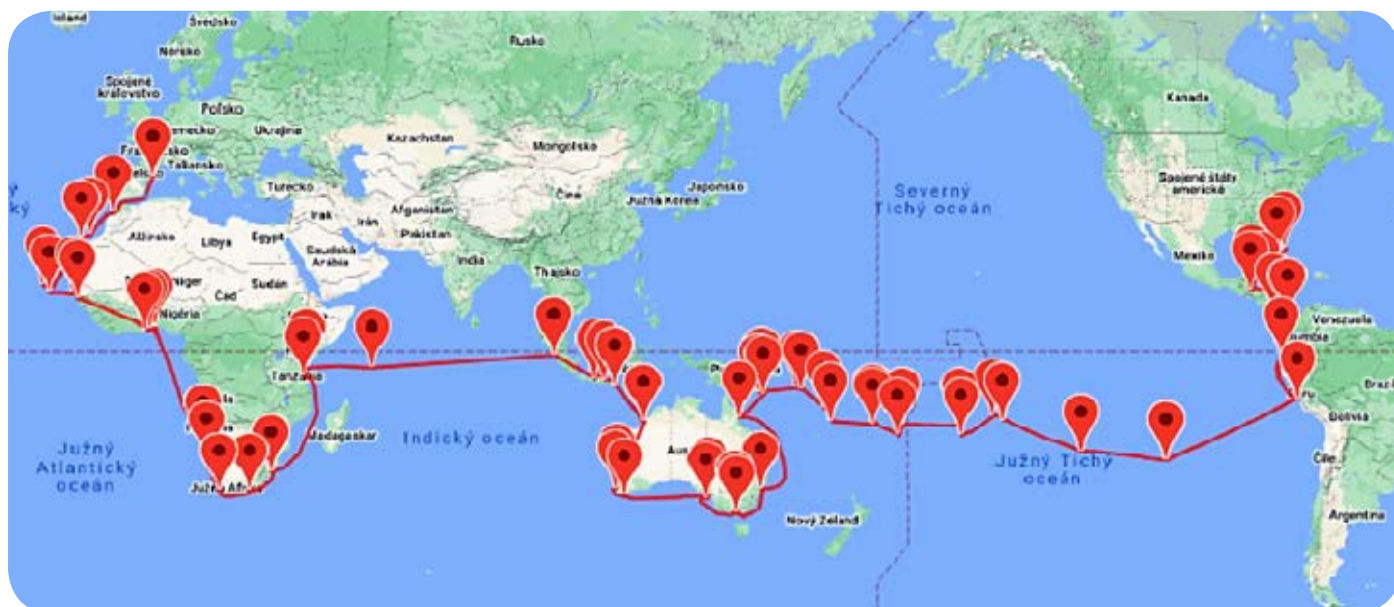 Island
Švédsko
Nórsko
Rusko
Spojené
kráľovstvo
Poľsko
Ukrajina
Kazachstan
Mongolsko
Taliansko
Turecko
Čína
Japonsko
Južná Kórea
Irak
Irán
Afganistan
Pakistan
Alžírsko
Líbya
Egypt
Saudská
Arábia
India
Thajsko
Niger
Čad
Sudán
Nigéria
Tanzánia
Madagaskar
Indický oceán
Južný
Atlantický
oceán
Severný
Tichý oceán
Kanada
Spojené štáty
americké
Mexiko
Venezuela
Bolívia
Čile
Argentína
Južný Tichý
oceán
Nový Zéland